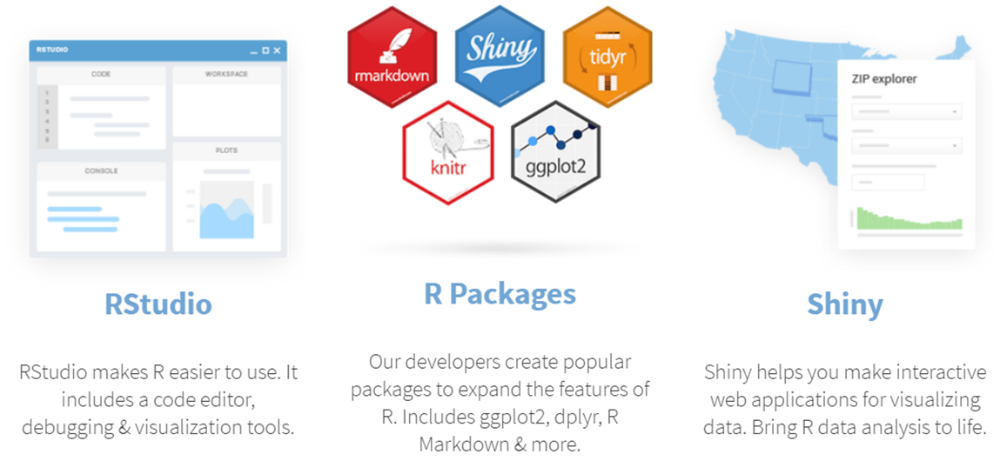 RSTUDIO
CODE
WORKSPACE
1
2
3
4
CONSOLE
PLOTS
RStudio
RStudio makes R easier to use. It
includes a code editor,
debugging & visualization tools.
rmarkdown
Shiny
tidyr
knitr
ggplot2
R Packages
Our developers create popular
packages to expand the features of
R. Includes ggplot2, dplyr, R
Markdown & more.
ZIP explorer
Shiny
Shiny helps you make interactive
web applications for visualizing
data. Bring R data analysis to life.